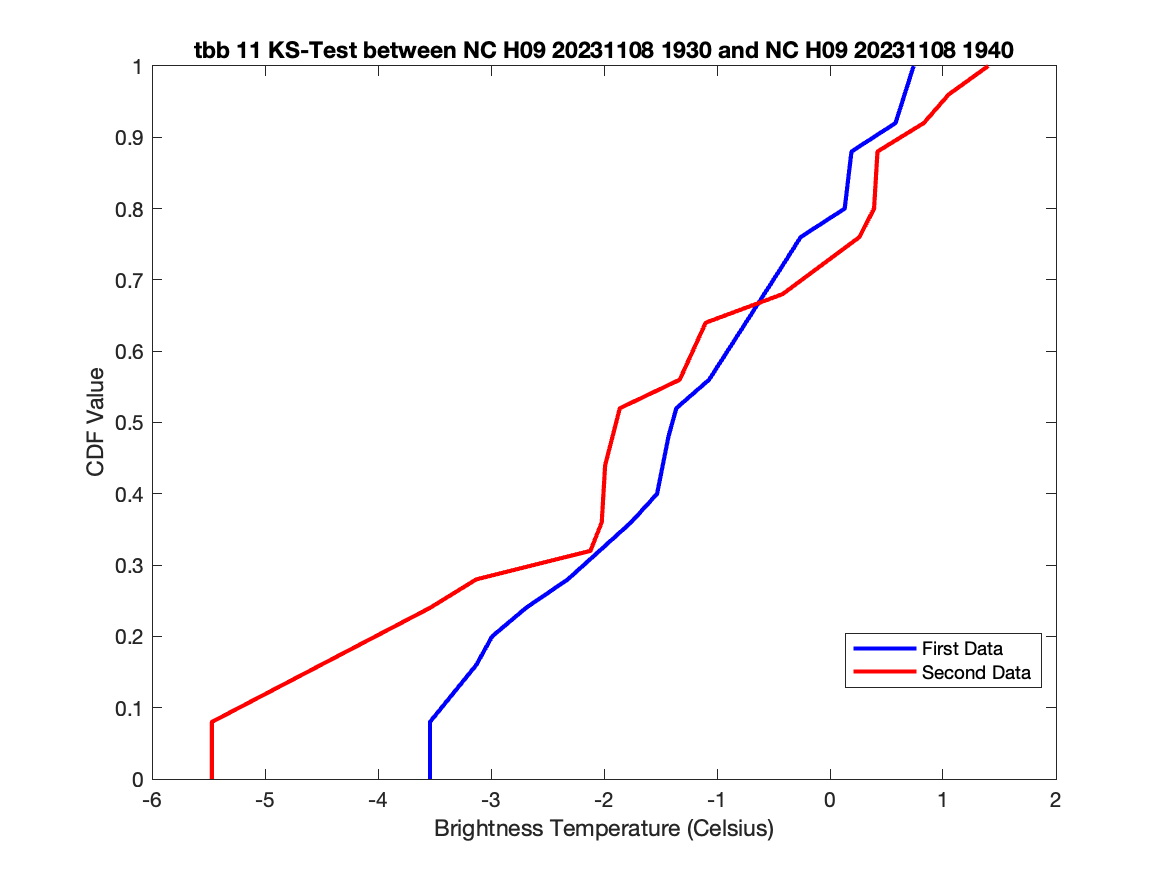 tbb 11 KS-Test between NC H09 20231108 1930 and NC H09 20231108 1940
1
0.9
0.8
0.7
0.6
0.5
0.4
0.3
0.2
0.1
0
CDF Value
First Data
Second Data
-6 -5 -4 -3 -2 -1 0 1 2
Brightness Temperature (Celsius)